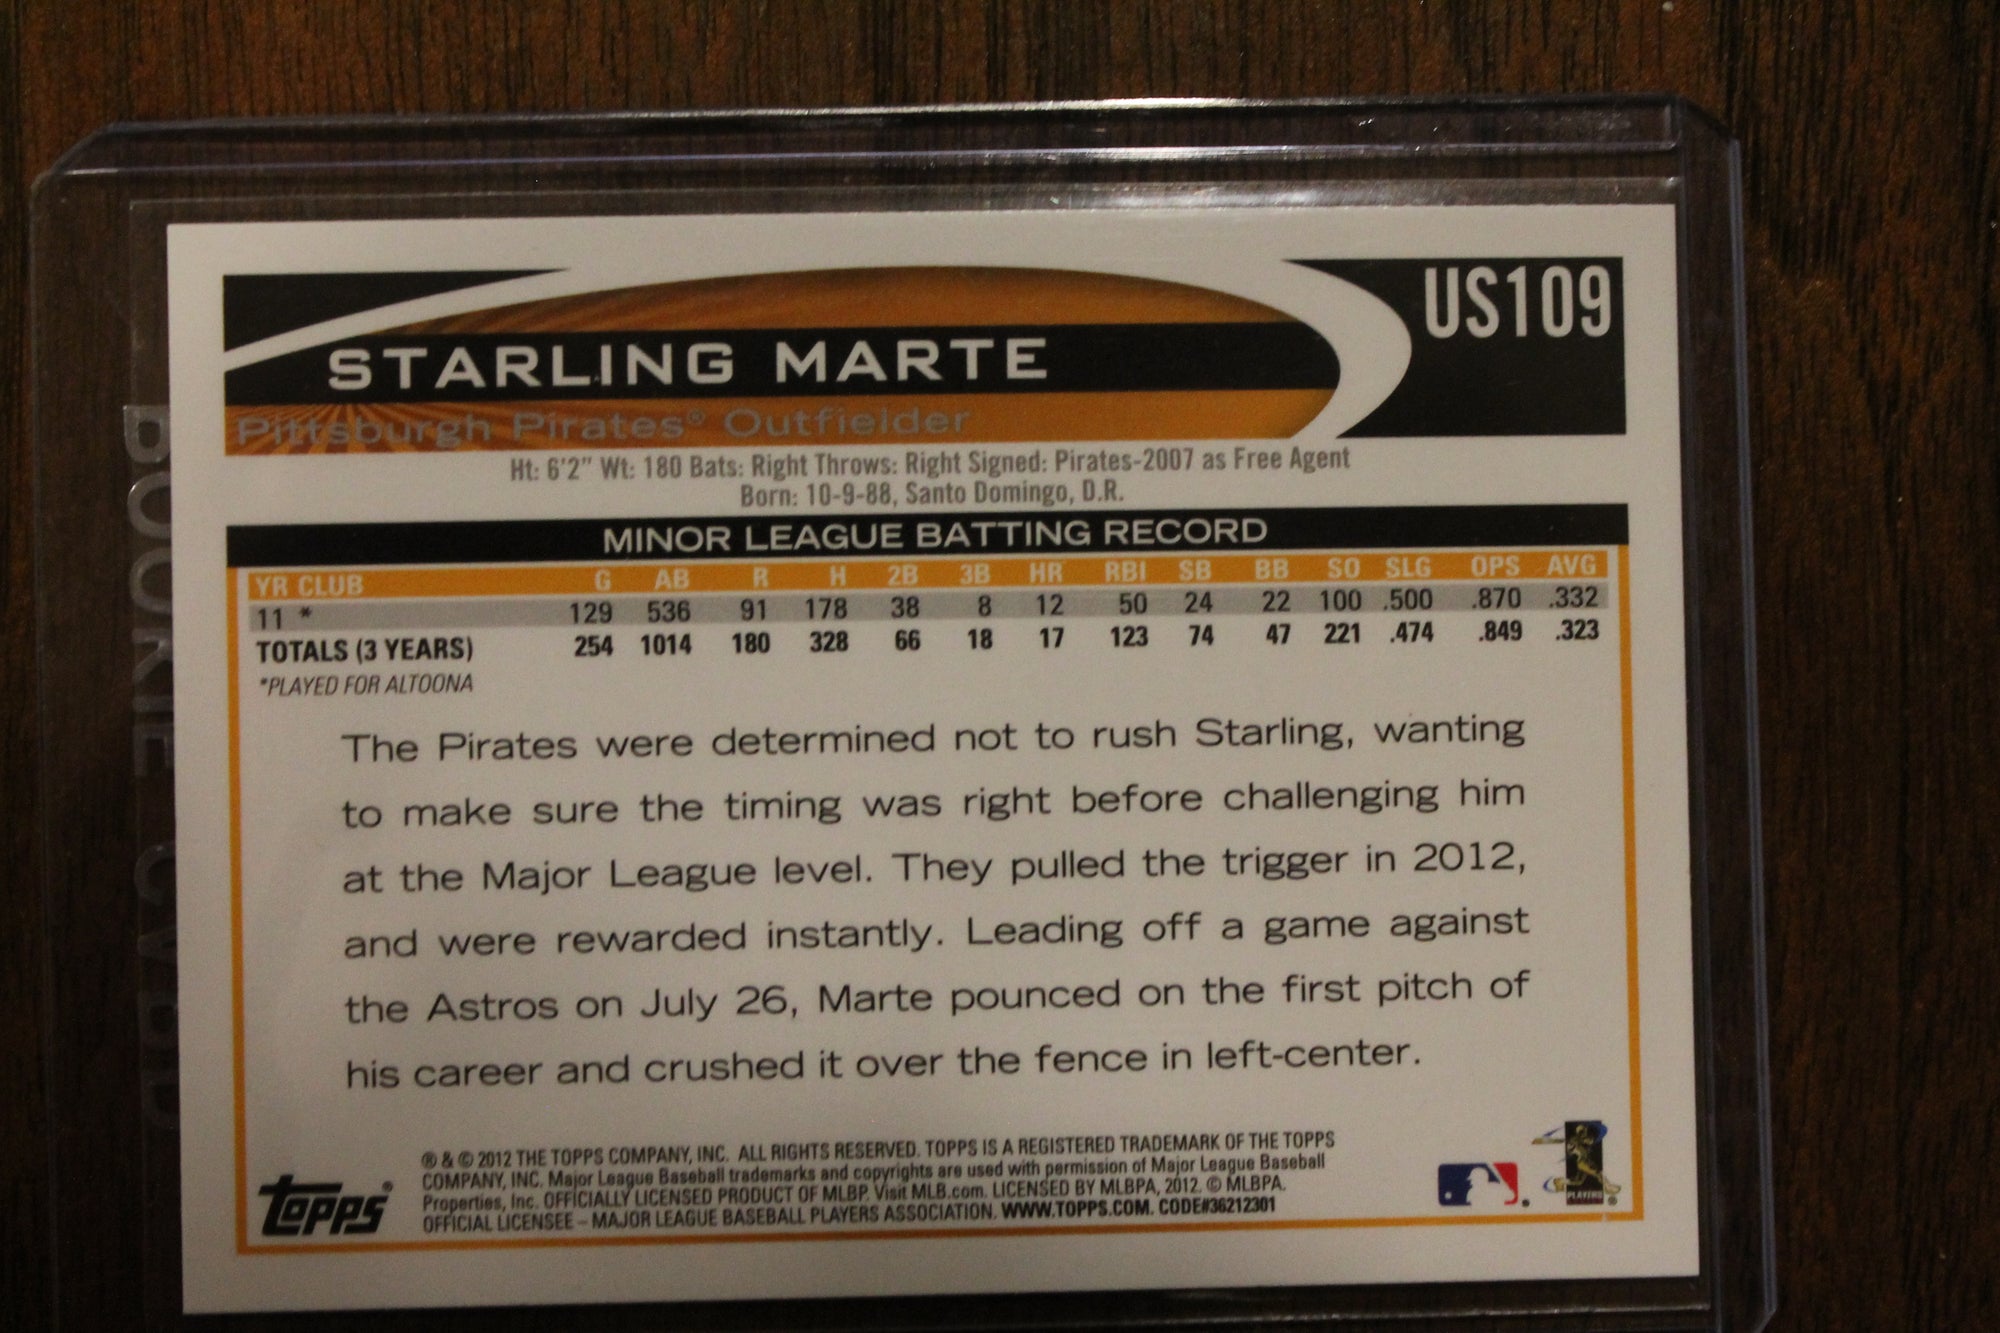 US109
STARLING MARTE
Pittsburgh Pirates® Outfielder
Ht: 6'2" Wt: 180 Bats: Right Throws: Right Signed: Pirates-2007 as Free Agent
Born: 10-9-88, Santo Domingo, D.R.
MINOR LEAGUE BATTING RECORD
YR CLUB G AB R H 2B 3B HR RBI SB BB SO SLG OPS AVG
11 * 129 536 91 178 38 8 12 50 24 22 100 .500 .870 .332
TOTALS (3 YEARS) 254 1014 180 328 66 18 17 123 74 47 221 .474 .849 .323
*PLAYED FOR ALTOONA
The Pirates were determined not to rush Starling, wanting
to make sure the timing was right before challenging him
at the Major League level. They pulled the trigger in 2012,
and were rewarded instantly. Leading off a game against
the Astros on July 26, Marte pounced on the first pitch of
his career and crushed it over the fence in left-center.
® & © 2012 THE TOPPS COMPANY, INC. ALL RIGHTS RESERVED. TOPPS IS A REGISTERED TRADEMARK OF THE TOPPS
COMPANY, INC. Major League Baseball trademarks and copyrights are used with permission of Major League Baseball
Properties, Inc. OFFICIALLY LICENSED PRODUCT OF MLBP. Visit MLB.com. LICENSED BY MLBPA, 2012. © MLBPA.
OFFICIAL LICENSEE – MAJOR LEAGUE BASEBALL PLAYERS ASSOCIATION. WWW.TOPPS.COM. CODE#36212301
Topps®
PLAYERS
ROOKIE CARD